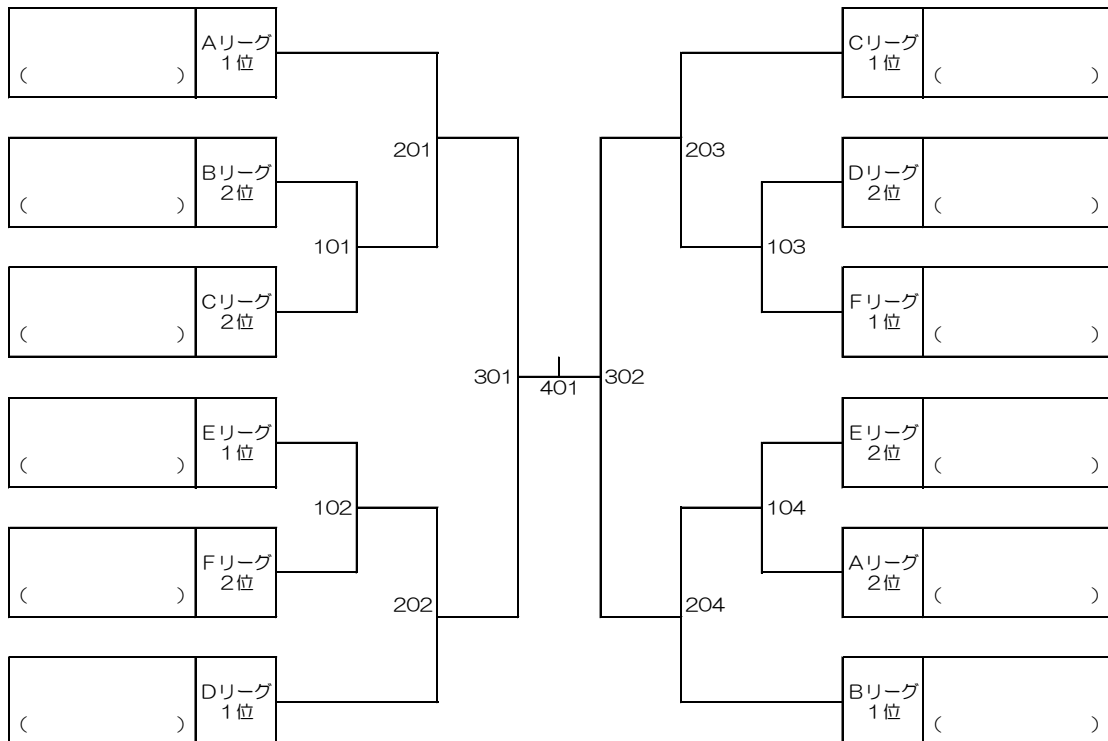 Aリーグ
1位
(　　　　　)
Bリーグ
2位
(　　　　　)
Cリーグ
2位
(　　　　　)
Eリーグ
1位
(　　　　　)
Fリーグ
2位
(　　　　　)
Dリーグ
1位
(　　　　　)
101
102
201
202
301
401
302
203
204
103
104
Cリーグ
1位
(　　　　　)
Dリーグ
2位
(　　　　　)
Fリーグ
1位
(　　　　　)
Eリーグ
2位
(　　　　　)
Aリーグ
2位
(　　　　　)
Bリーグ
1位
(　　　　　)